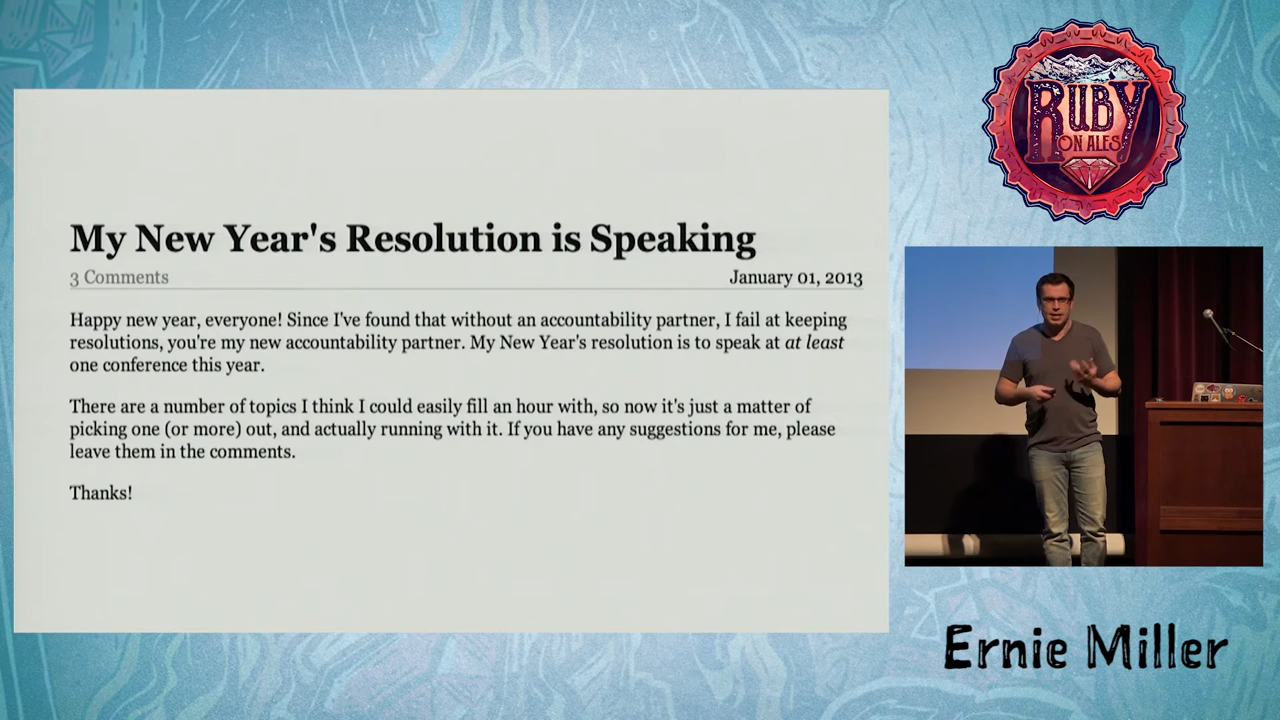 My New Year's Resolution is Speaking
3 Comments
January 01, 2013
Happy new year, everyone! Since I've found that without an accountability partner, I fail at keeping
resolutions, you're my new accountability partner. My New Year's resolution is to speak at at least
one conference this year.
There are a number of topics I think I could easily fill an hour with, so now it's just a matter of
picking one (or more) out, and actually running with it. If you have any suggestions for me, please
leave them in the comments.
Thanks!
RUBY
ON ALES
Ernie Miller